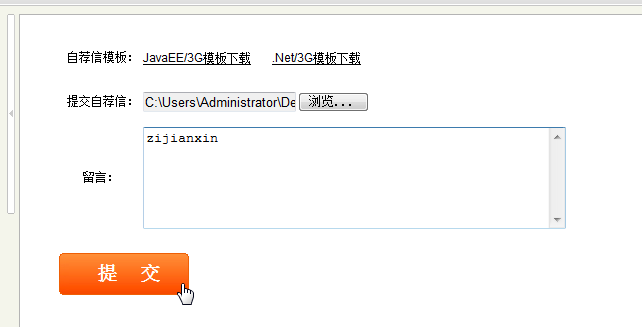 自荐信模板： JavaEE/3G模板下载 .Net/3G模板下载
提交自荐信： C:\Users\Administrator\De 浏览...
zijianxin
留言：
提 交